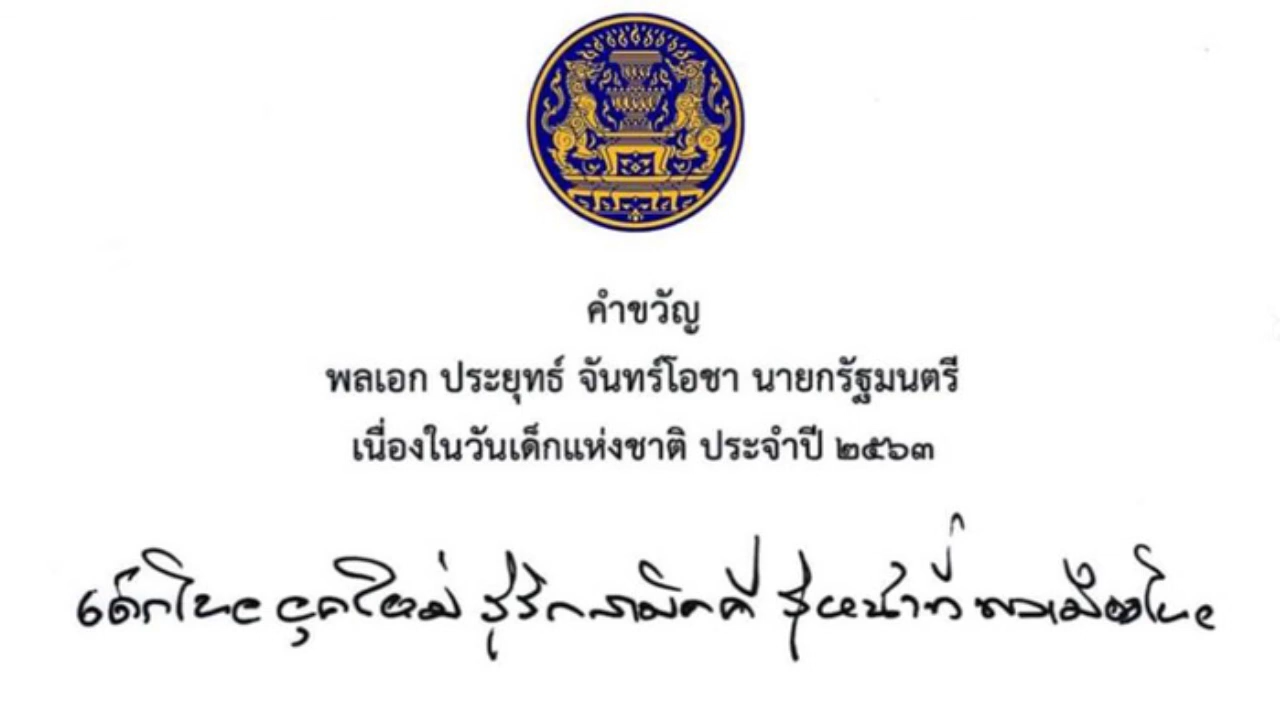 คำขวัญ
พลเอก ประยุทธ์ จันทร์โอชา นายกรัฐมนตรี
เนื่องในวันเด็กแห่งชาติ ประจำปี ๒๕๖๓
เด็กไทยยุคใหม่ รู้รักสามัคคี รู้หน้าที่พลเมืองไทย